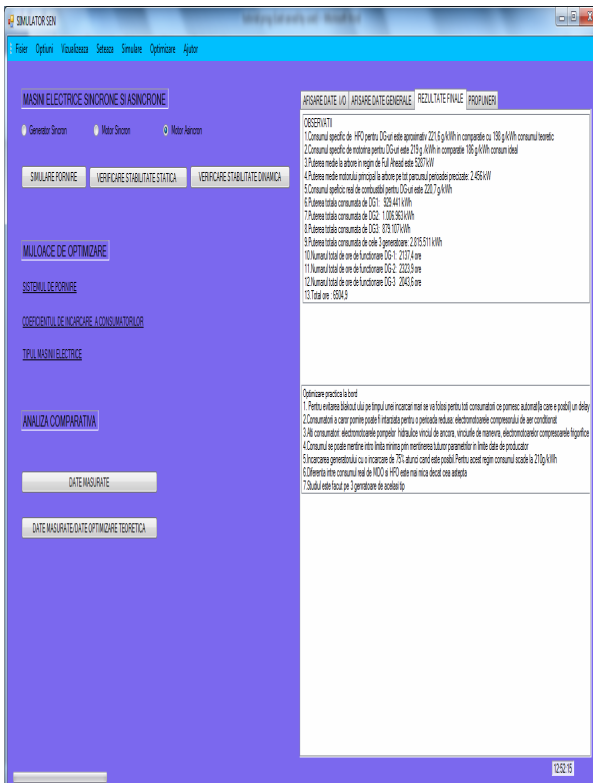 SIMULATOR SEN
Fisier Optiuni Vizualizeaza Seteaza Simulare Optimizare Ajutor
MASINI ELECTRICE SINCRONE SI ASINCRONE
Generator Sincron Motor Sincron Motor Asincron
SIMULARE PORNIRE VERIFICARE STABILITATE STATICA VERIFICARE STABILITATE DINAMICA
MIJLOACE DE OPTIMIZARE
SISTEMUL DE PORNIRE
COEFICIENTUL DE INCARCARE A CONSUMATORILOR
TIPUL MASINII ELECTRICE
ANALIZA COMPARATIVA
DATE MASURATE
DATE MASURATE/DATE OPTIMIZARE TEORETICA
AFISARE DATE I/O AFISARE DATE GENERALE REZULTATE FINALE PROPUNERI
OBSERVATII
1.Consumul specific de HFO pentru DG-uri este aproximativ 221,6 g/kWh in comparatie cu 198 g/kWh consumul teoretic
2.Consumul specific de motorina pentru DG-uri este 219 g /kWh in comparatie 186 g/kWh consum ideal
3.Puterea medie la arbore in regim de Full Ahead este 5287kW
4.Puterea medie motorului principal la arbore pe tot parcursul perioadei precizate: 2.456 kW
5.Consumul speficic real de combustibil pentru DG-uri este 220,7 g/kWh
6.Puterea totala consumata de DG1: 929.441 kWh
7.Puterea totala consumata de DG2: 1.006.963 kWh
8.Puterea totala consumata de DG3: 879.107 kWh
9.Puterea totala consumata de cele 3 generatoare: 2.815.511 kWh
10.Numarul total de ore de functionare DG-1: 2137,4 ore
11.Numarul total de ore de functionare DG-2: 2323,9 ore
12.Numarul total de ore de functionare DG-3: 2043,6 ore
13.Total ore : 6504,9
Optimizare practica la bord
1. Pentru evitarea blakout ului pe timpul unei incarcari mari se va folosi pentru toti consumatorii ce pornesc automat(la care e posbil) un delay
2.Consumatorii a caror pornire poate fi intarziata pentru o perioada redusa: electromotoarele compresorului de aer conditionat
3.Alti consumatori: electromotoarele pompelor hidraulice vinciul de ancora, vinciurile de manevra, electromotoarelor compresoarele frigorifice
4.Consumul se poate mentine intro limita minima prin mentinerea tuturor parametrilor in limite date de producator
5.Incarcarea generatorului cu o incarcare de 75% atunci cand este posibil.Pentru acest regim consumul scade la 210g/kWh
6.Diferenta intre consumul real de MDO si HFO este mai mica decat cea astepta
7.Studiul este facut pe 3 genratoare de acelasi tip
12:52:15